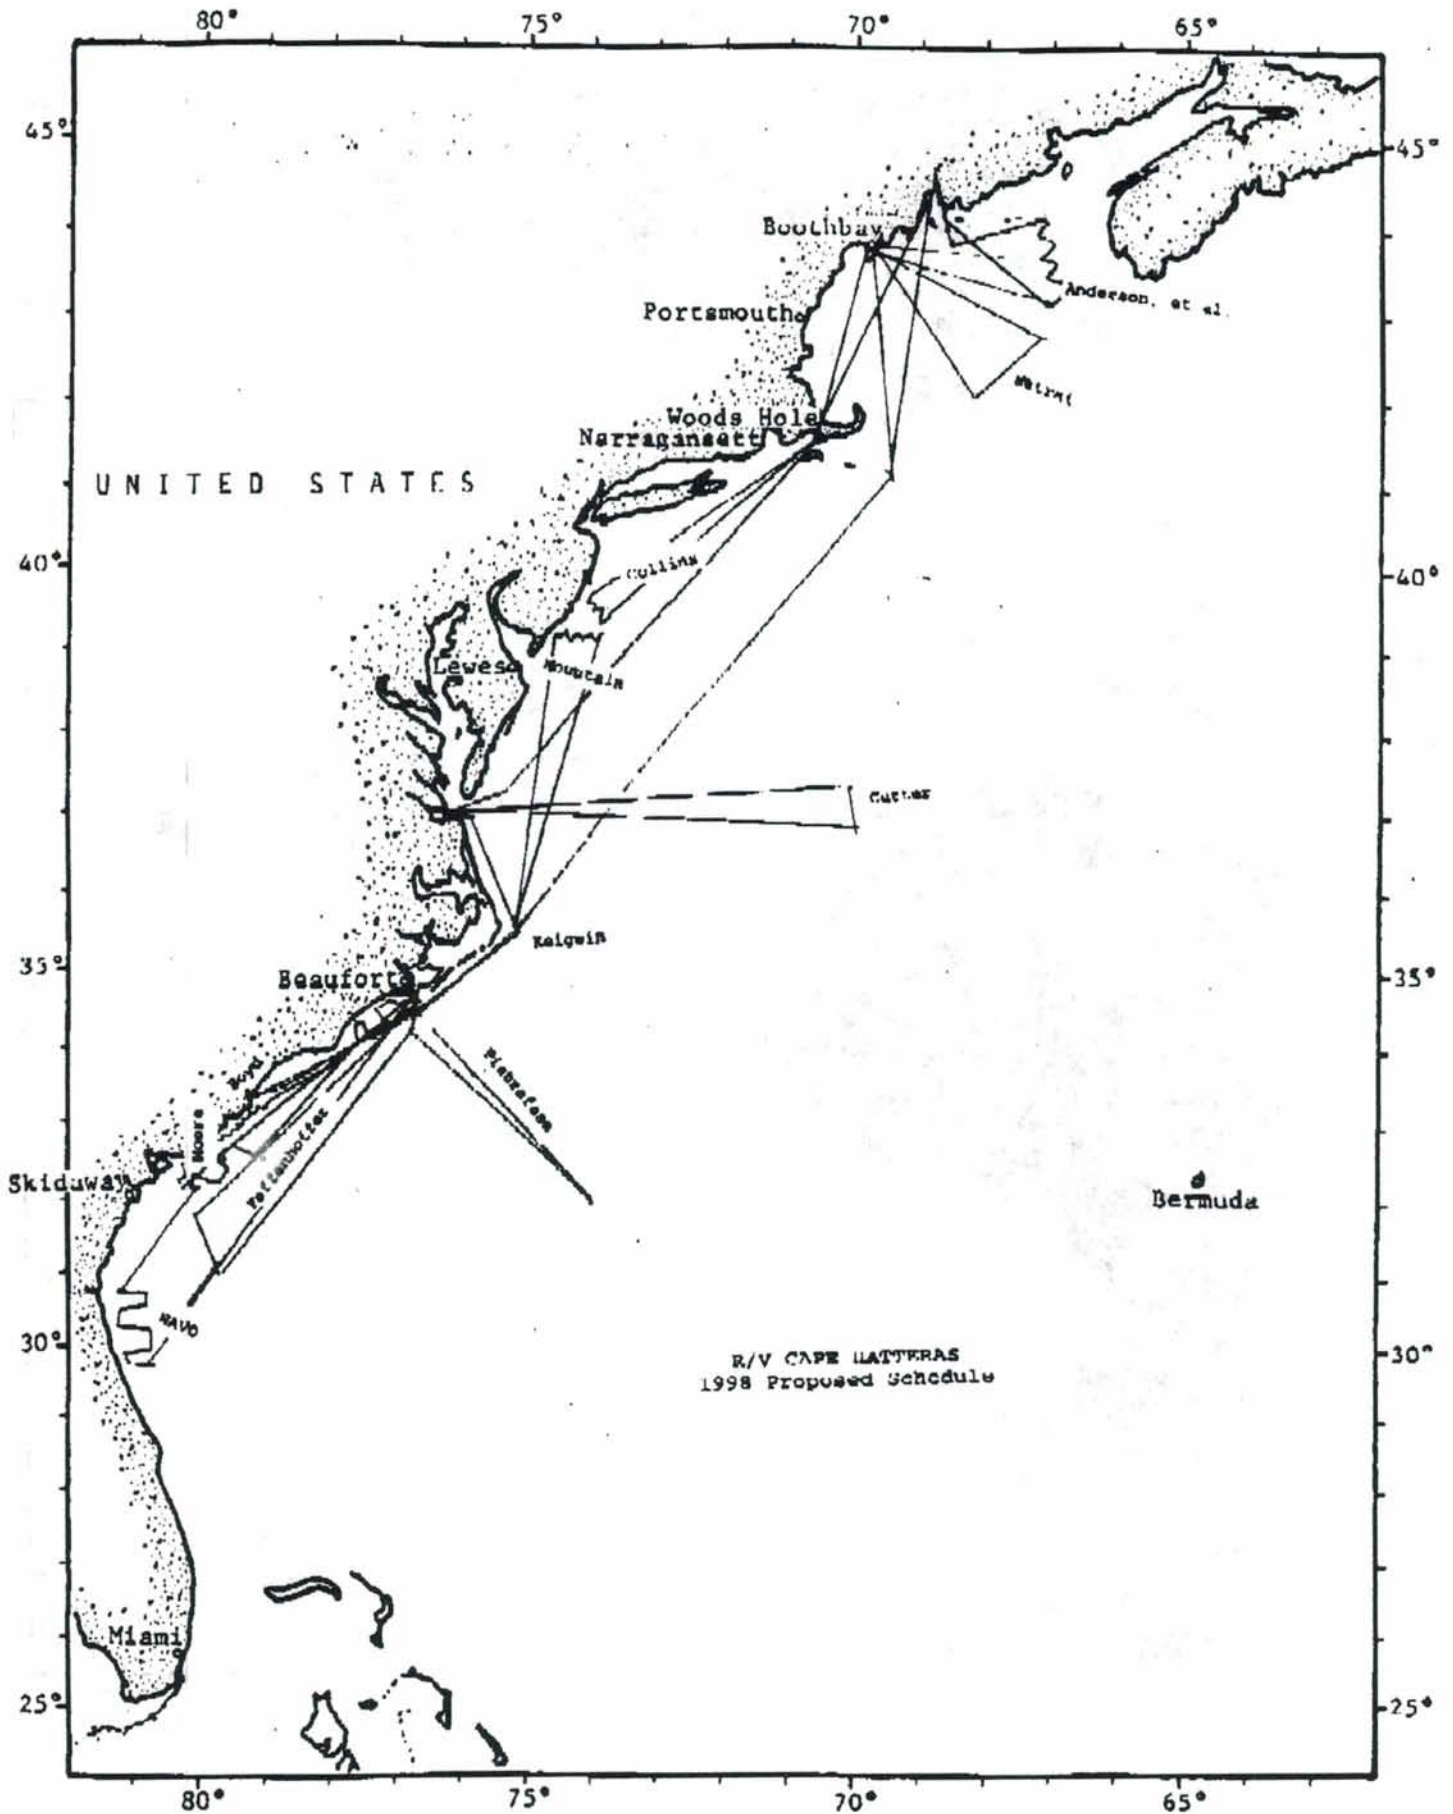 80° 75° 70° 65°
45° 45°
Boothbay
Anderson, et al.
Portsmouth
Woods Hole
Narragansett
UNITED STATES
40° 40°
Collins
Lewes
Mountain
Cutter
Keigwin
35° 35°
Beaufort
Boyd
Moore
Skidaway
Bermuda
NAVO
30° 30°
R/V CAPE HATTERAS
1998 Proposed Schedule
Miami
25° 25°
80° 75° 70° 65°